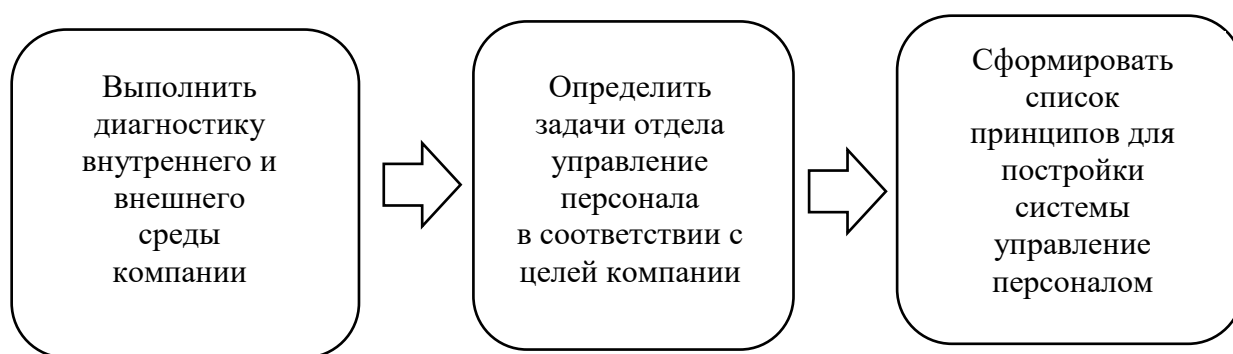 Выполнить
диагностику
внутреннего и
внешнего
среды
компании
Определить
задачи отдела
управление
персонала
в соответствии с
целей компании
Сформировать
список
принципов для
постройки
системы
управление
персоналом